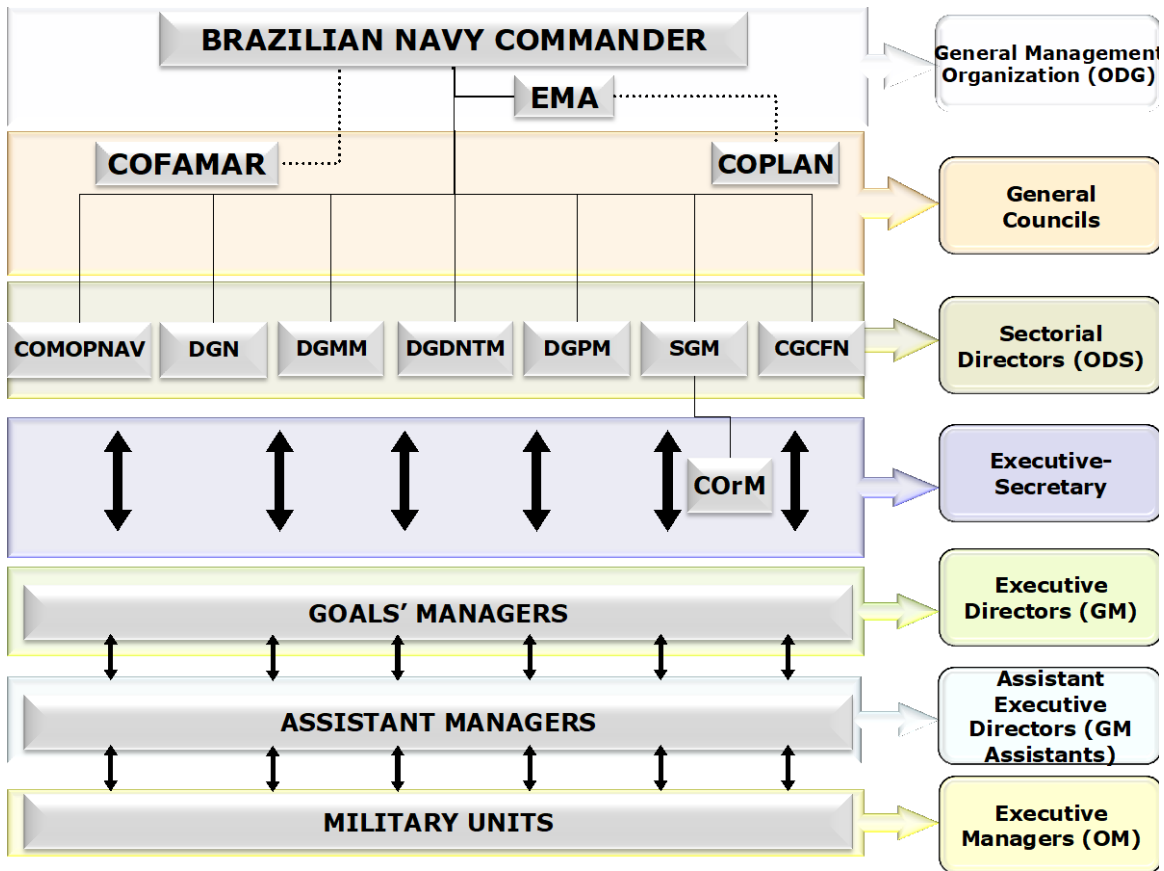 BRAZILIAN NAVY COMMANDER
General Management
Organization (ODG)
EMA
COFAMAR
COPLAN
General
Councils
COMOPNAV
DGN
DGMM
DGDNTM
DGPM
SGM
CGCFN
Sectorial
Directors (ODS)
COrM
Executive-
Secretary
GOALS’ MANAGERS
Executive
Directors (GM)
ASSISTANT MANAGERS
Assistant
Executive
Directors (GM
Assistants)
MILITARY UNITS
Executive
Managers (OM)